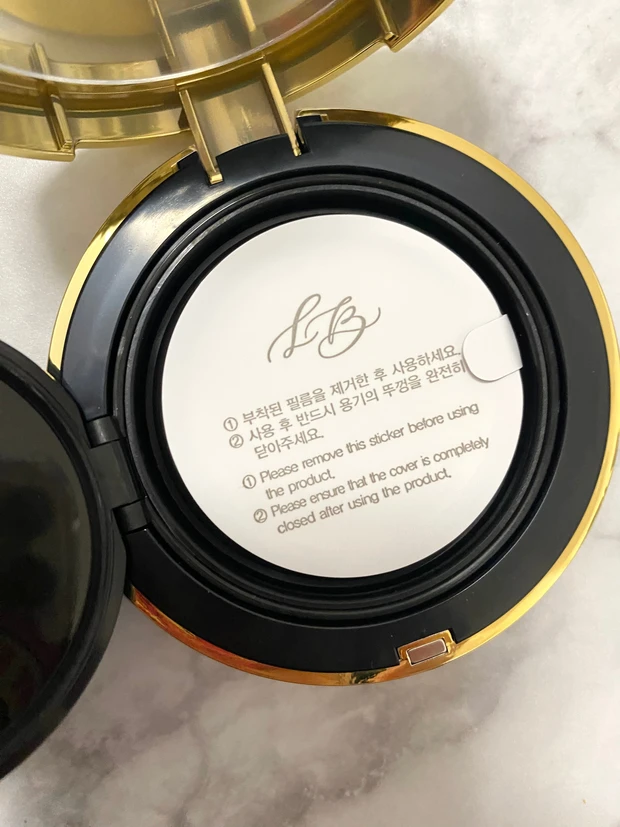 LB
① 부착된 필름을 제거한 후 사용하세요.
② 사용 후 반드시 용기의 뚜껑을 완전히
닫아주세요.
① Please remove this sticker before using
the product.
② Please ensure that the cover is completely
closed after using the product.